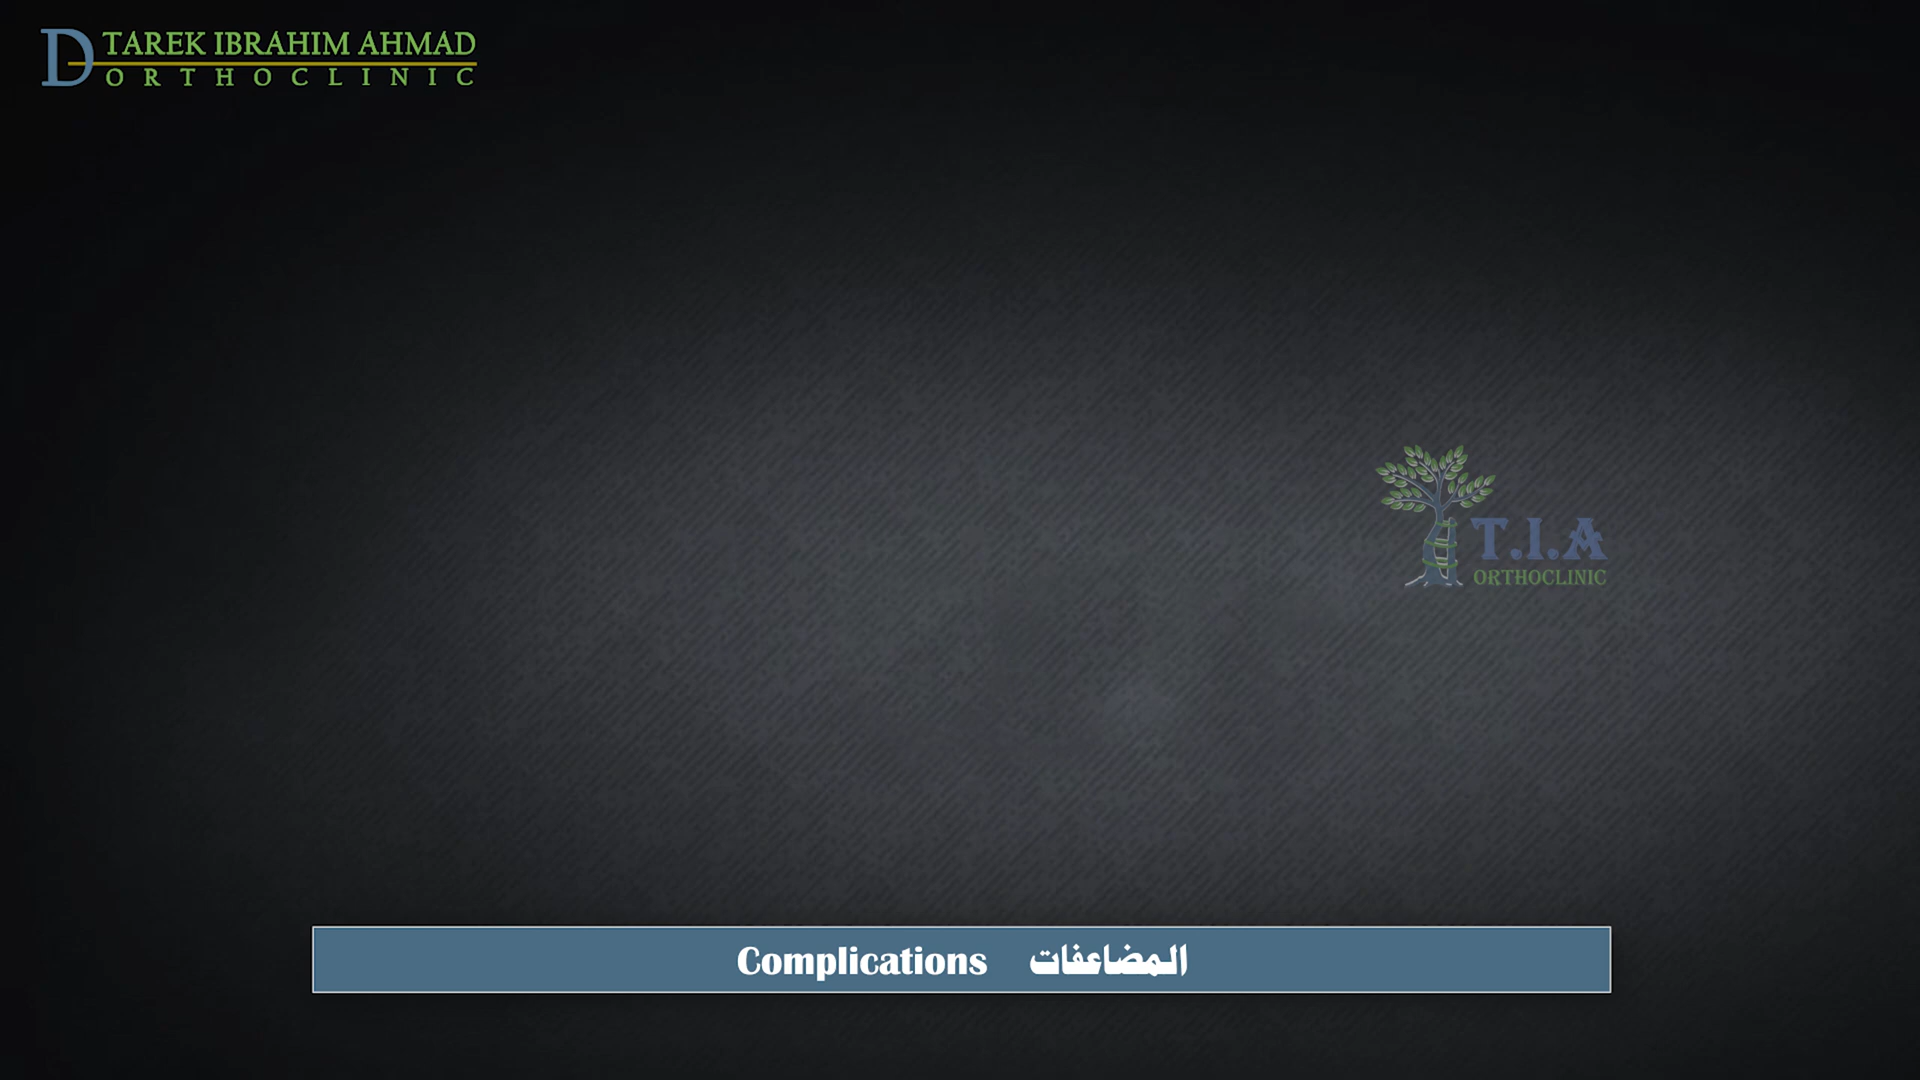 D TAREK IBRAHIM AHMAD
ORTHOCLINIC
T.I.A
ORTHOCLINIC
Complications المضاعفات